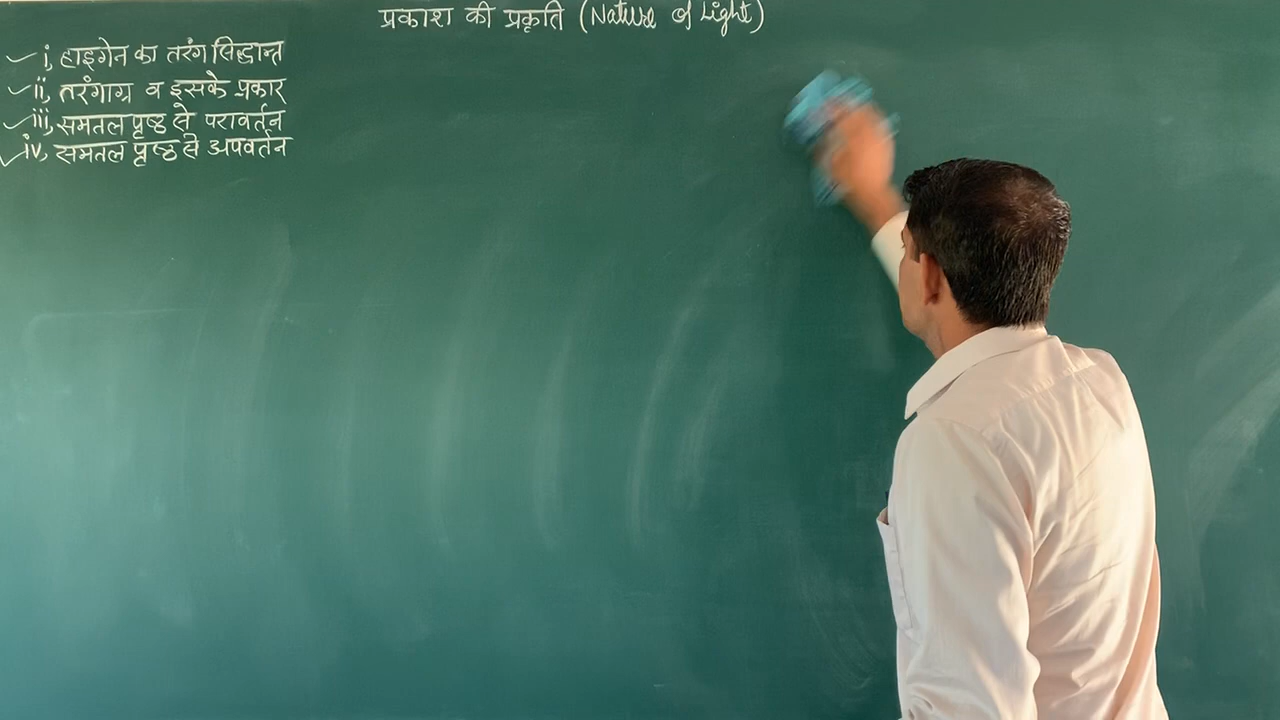 प्रकाश की प्रकृति (Nature of Light)
i, हाइगेन का तरंग सिद्धान्त
ii, तरंगाग्र व इसके प्रकार
iii, समतल पृष्ठ से परावर्तन
iv, समतल पृष्ठ से अपवर्तन